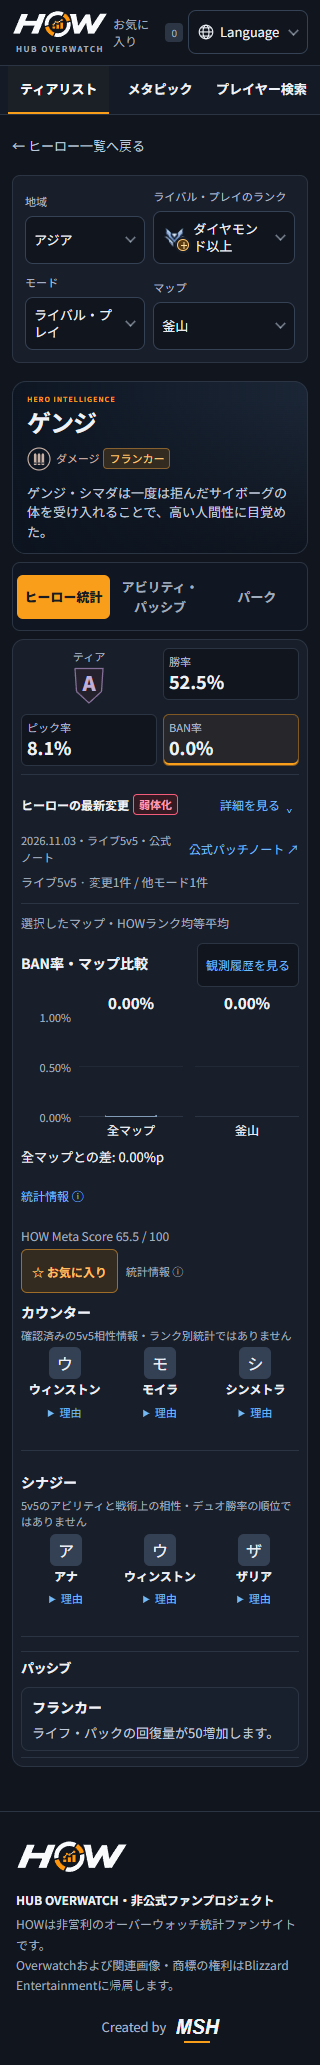 HOW
HUB OVERWATCH
お気に
入り
0
Language
ティアリスト
メタピック
プレイヤー検索
← ヒーロー一覧へ戻る
地域
アジア
ライバル・プレイのランク
ダイヤモン
ド以上
モード
ライバル・プ
レイ
マップ
釜山
HERO INTELLIGENCE
ゲンジ
ダメージ フランカー
ゲンジ・シマダは一度は拒んだサイボーグの
体を受け入れることで、高い人間性に目覚め
た。
ヒーロー統計
アビリティ・
パッシブ
パーク
ティア
A
勝率
52.5%
ピック率
8.1%
BAN率
0.0%
ヒーローの最新変更 弱体化
詳細を見る
2026.11.03・ライブ5v5・公式
ノート
公式パッチノート ↗
ライブ5v5 · 変更1件 / 他モード1件
選択したマップ・HOWランク均等平均
BAN率・マップ比較
観測履歴を見る
0.00%
0.00%
1.00%
0.50%
0.00%
全マップ
釜山
全マップとの差: 0.00%p
統計情報 ⓘ
HOW Meta Score 65.5 / 100
☆ お気に入り
統計情報 ⓘ
カウンター
確認済みの5v5相性情報・ランク別統計ではありません
ウ
モ
シ
ウィンストン
モイラ
シンメトラ
▶ 理由
▶ 理由
▶ 理由
シナジー
5v5のアビリティと戦術上の相性・デュオ勝率の順位で
はありません
ア
ウ
ザ
アナ
ウィンストン
ザリア
▶ 理由
▶ 理由
▶ 理由
パッシブ
フランカー
ライフ・パックの回復量が50増加します。
HOW
HUB OVERWATCH・非公式ファンプロジェクト
HOWは非営利のオーバーウォッチ統計ファンサイト
です。
Overwatchおよび関連画像・商標の権利はBlizzard
Entertainmentに帰属します。
Created by MSH